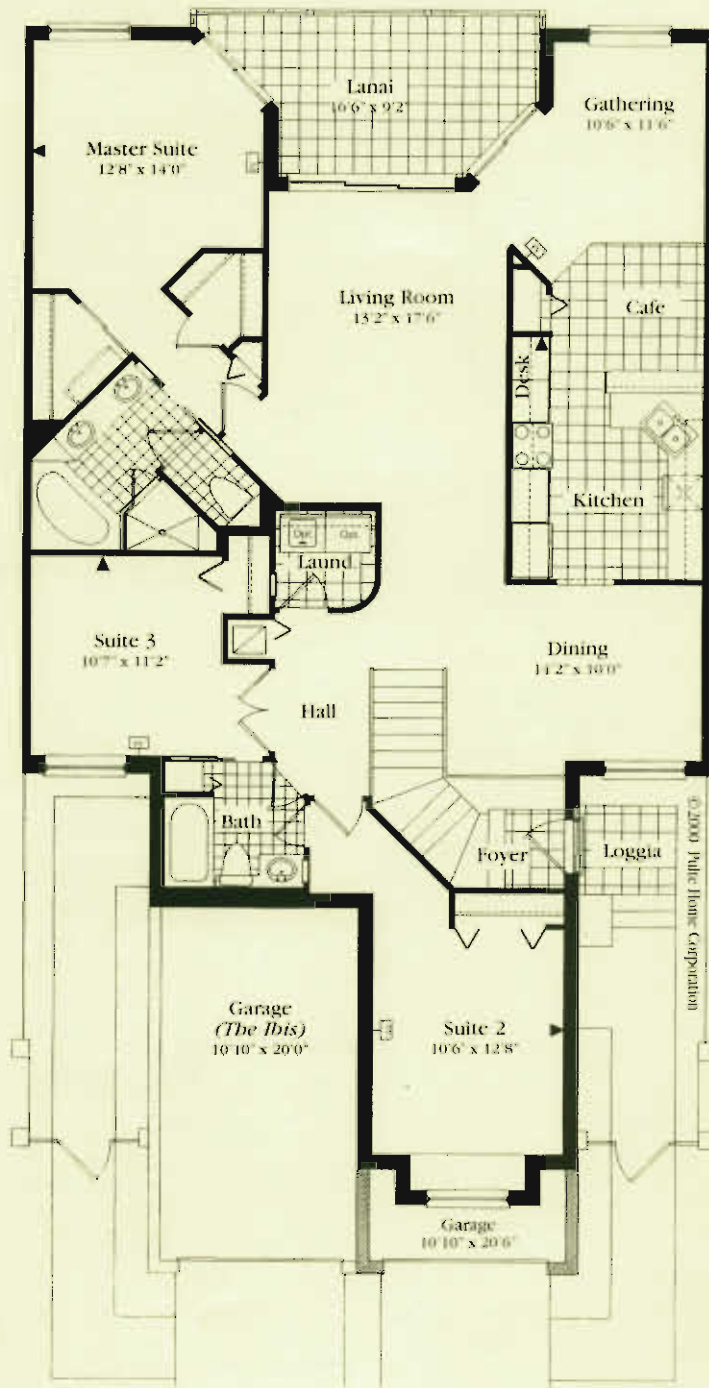 Lanai
16'6" x 9'2"
Gathering
10'6" x 11'6"
Master Suite
12'8" x 14'0"
Living Room
13'2" x 17'6"
Cafe
Desk
Kitchen
Laund.
Suite 3
10'7" x 11'2"
Dining
11'2" x 10'0"
Hall
Bath
Foyer
Loggia
©2000 Pulte Home Corporation
Garage
(The Ibis)
10'10" x 20'0"
Suite 2
10'6" x 12'8"
Garage
10'10" x 20'6"